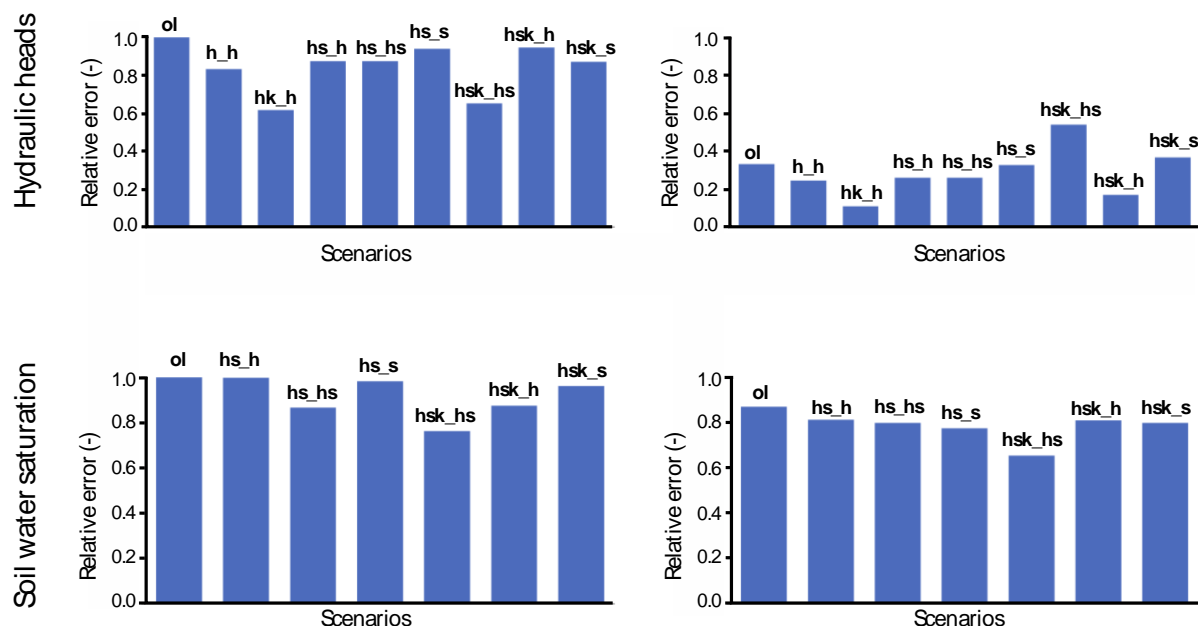 Hydraulic heads
Relative error (-)
1.0
0.8
0.6
0.4
0.2
0.0
ol
h_h
hk_h
hs_h
hs_hs
hs_s
hsk_hs
hsk_h
hsk_s
Scenarios
Relative error (-)
1.0
0.8
0.6
0.4
0.2
0.0
ol
h_h
hk_h
hs_h
hs_hs
hs_s
hsk_hs
hsk_h
hsk_s
Scenarios
Soil water saturation
Relative error (-)
1.0
0.8
0.6
0.4
0.2
0.0
ol
hs_h
hs_hs
hs_s
hsk_hs
hsk_h
hsk_s
Scenarios
Relative error (-)
1.0
0.8
0.6
0.4
0.2
0.0
ol
hs_h
hs_hs
hs_s
hsk_hs
hsk_h
hsk_s
Scenarios